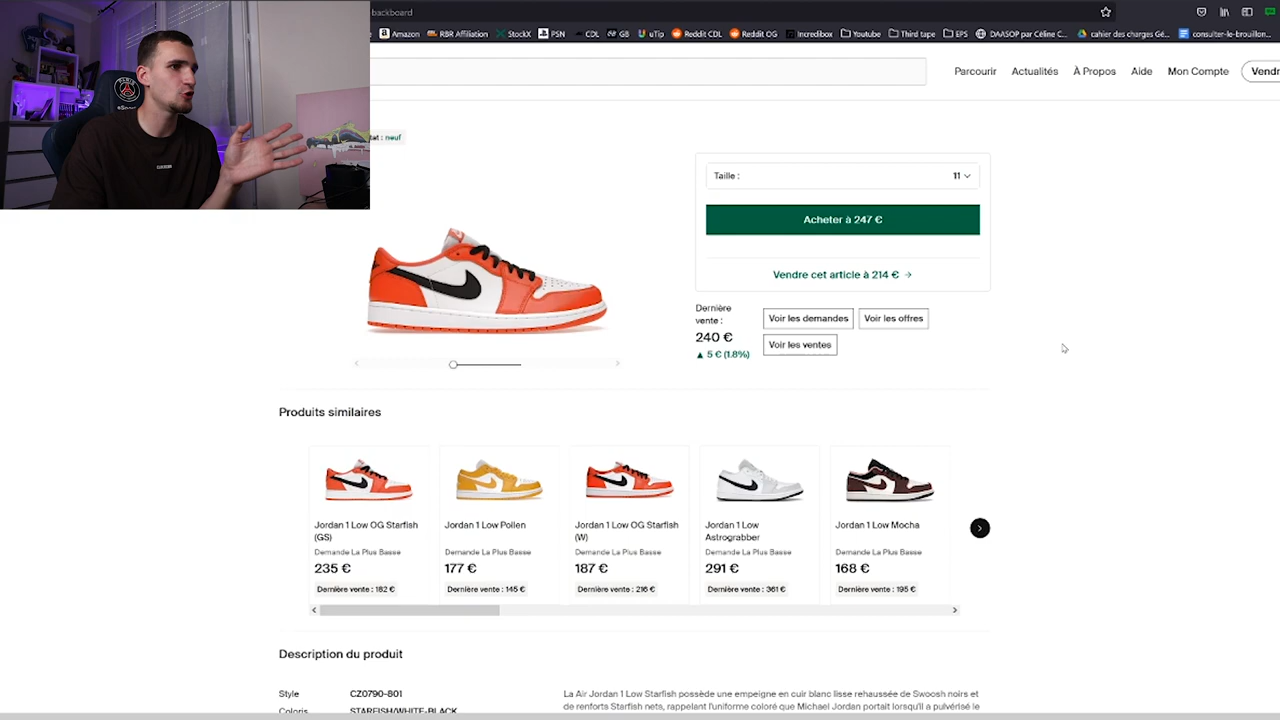 backboard
Amazon RBR Affiliation StockX PSN CDL GB uTip Reddit CDL Reddit OG Incredibox Youtube Third tape EPS DAASOP par Céline C... cahier des charges Gé... consulter-le-brouillon...
Parcourir Actualités À Propos Aide Mon Compte Vendr
tat : neuf
PARIS
Taille : 11
Acheter à 247 €
Vendre cet article à 214 € →
Dernière vente :
240 €
▲ 5 € (1.8%)
Voir les demandes Voir les offres
Voir les ventes
Produits similaires
Jordan 1 Low OG Starfish (GS)
Demande La Plus Basse
235 €
Dernière vente : 182 €
Jordan 1 Low Pollen
Demande La Plus Basse
177 €
Dernière vente : 145 €
Jordan 1 Low OG Starfish (W)
Demande La Plus Basse
187 €
Dernière vente : 216 €
Jordan 1 Low Astrograbber
Demande La Plus Basse
291 €
Dernière vente : 361 €
Jordan 1 Low Mocha
Demande La Plus Basse
168 €
Dernière vente : 195 €
Description du produit
Style CZ0790-801
Coloris STARFISH/WHITE-BLACK
La Air Jordan 1 Low Starfish possède une empeigne en cuir blanc lisse rehaussée de Swoosh noirs et
de renforts Starfish nets, rappelant l'uniforme coloré que Michael Jordan portait lorsqu'il a pulvérisé le